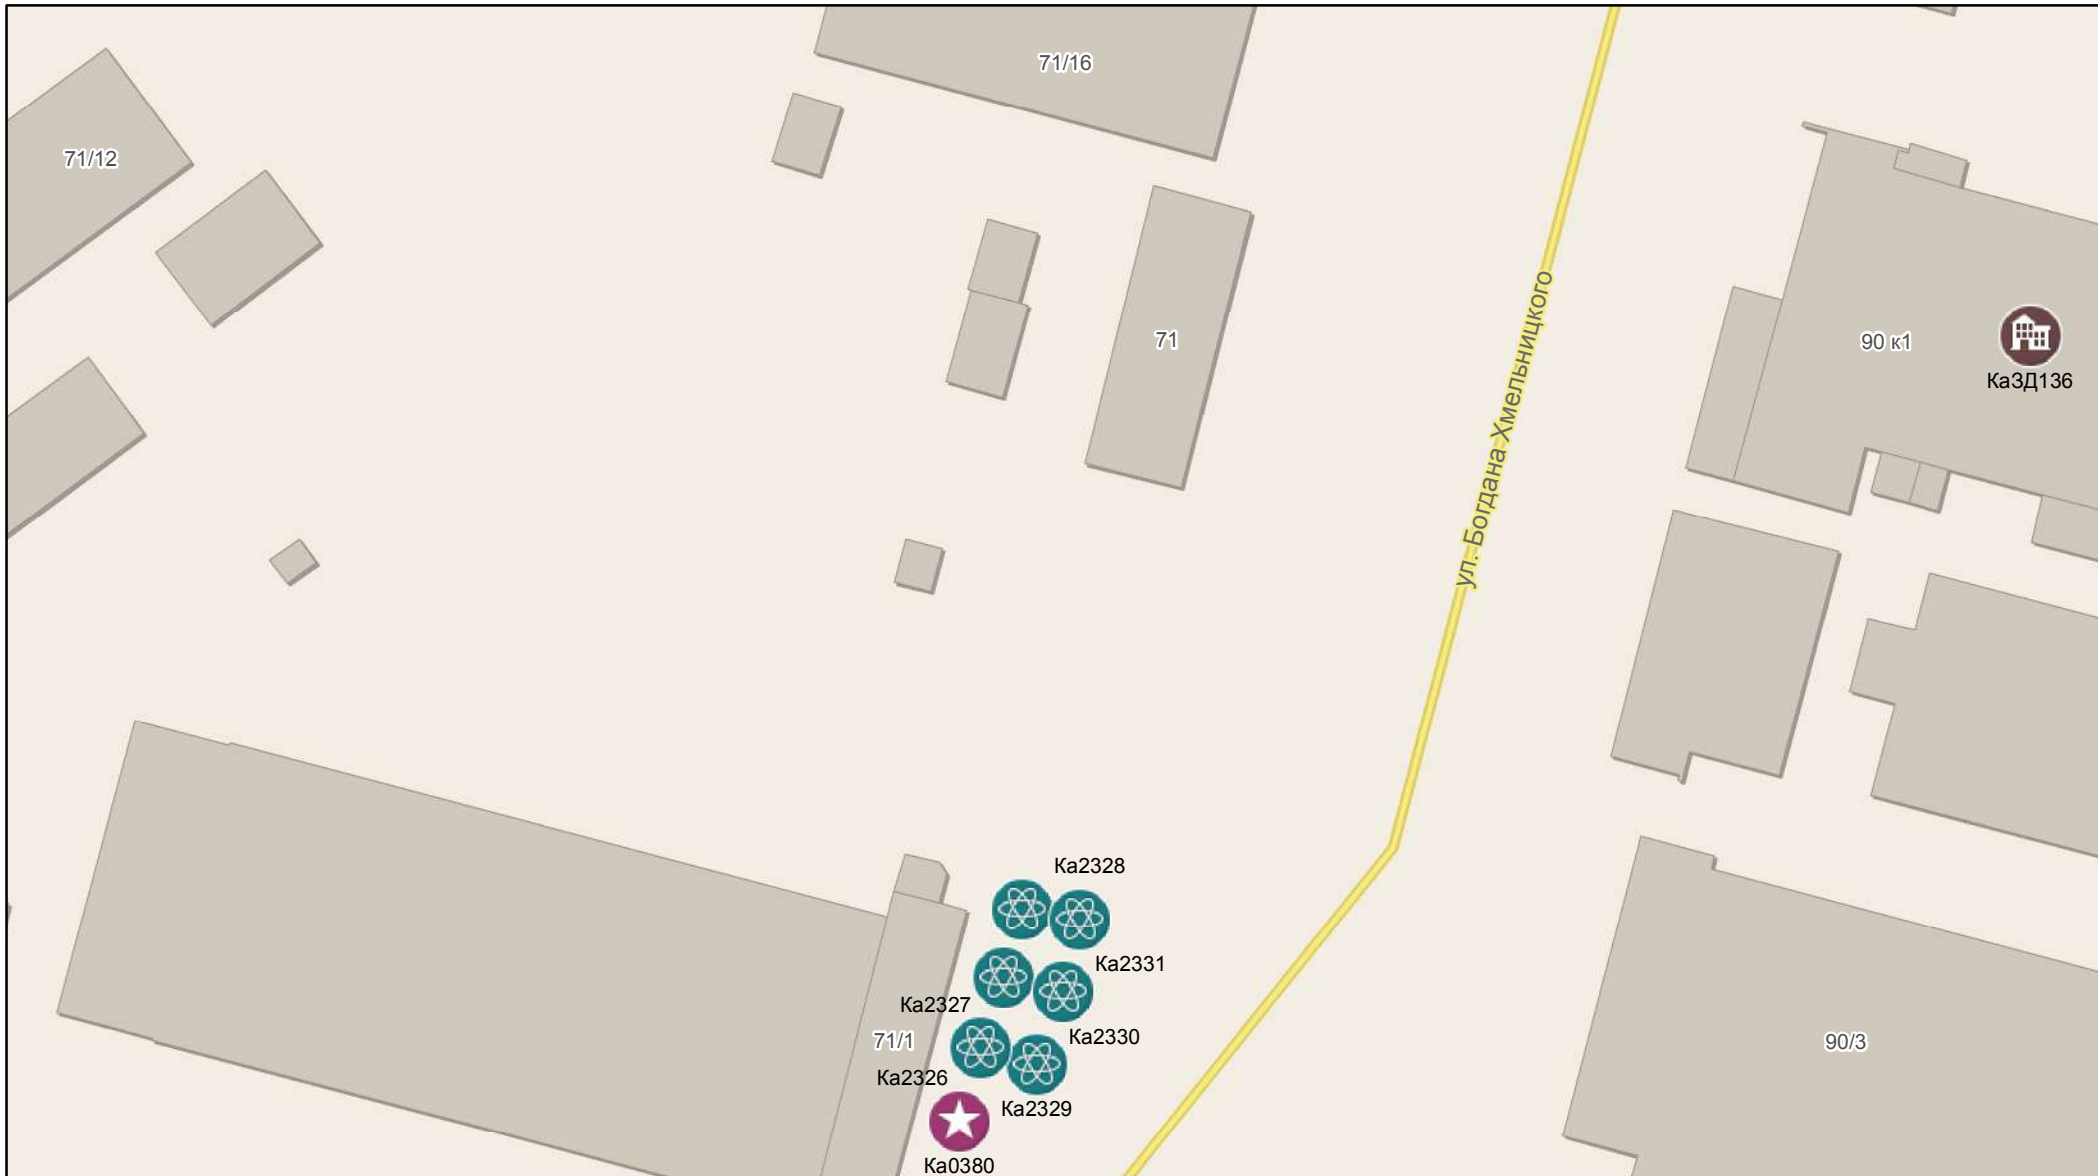 71/16
71/12
71
ул. Богдана Хмельницкого
90 к1
КаЗД136
Ка2328
Ка2331
Ка2327
Ка2330
71/1
90/3
Ка2326
Ка2329
Ка0380